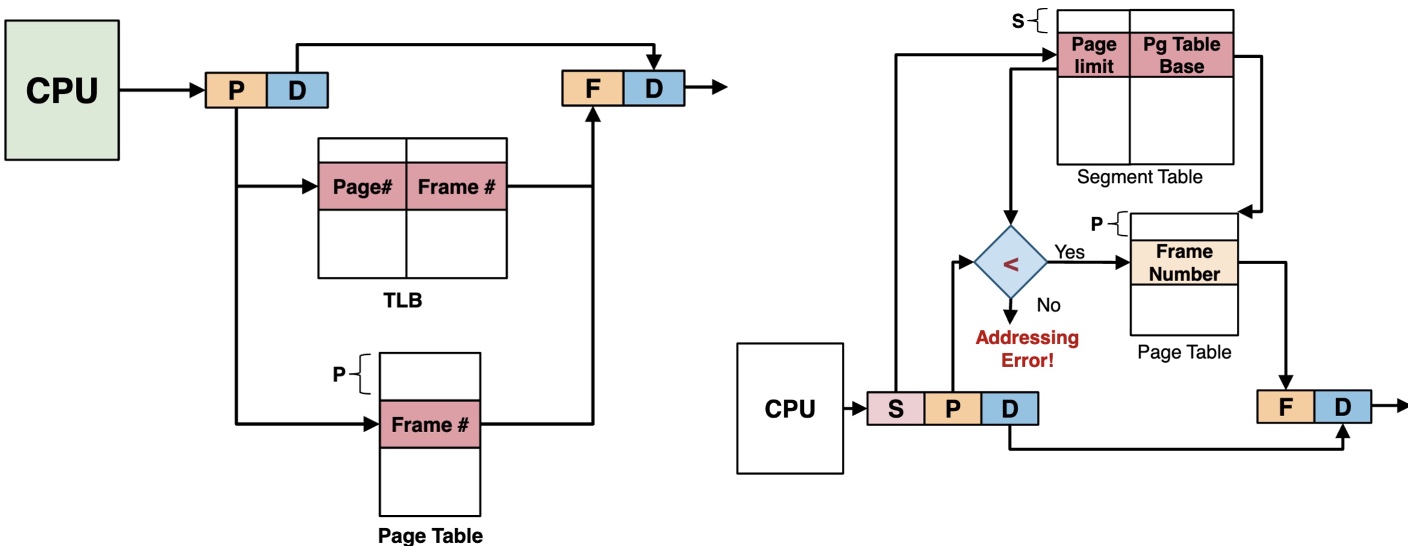 CPU
P D
F D
Page# Frame #
TLB
P
Frame #
Page Table
S
Page
limit
Pg Table
Base
Segment Table
P
<
Yes
No
Addressing
Error!
Frame
Number
Page Table
CPU
S P D
F D